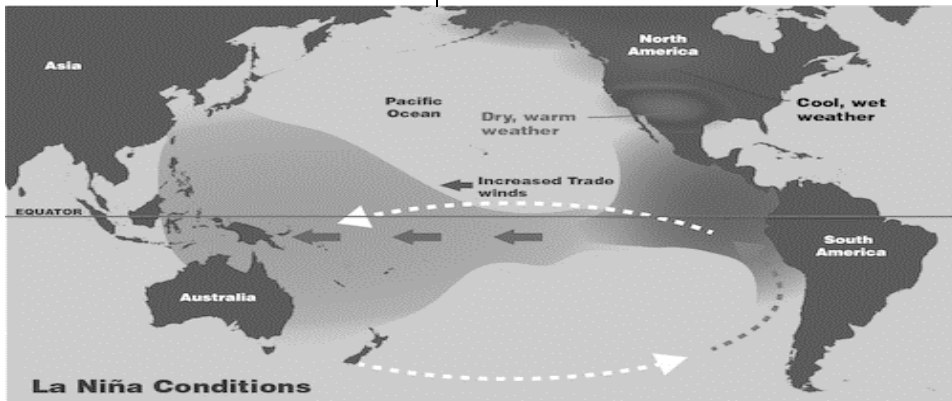 Asia
North
America
Pacific
Ocean
Cool, wet
weather
Dry, warm
weather
Increased Trade
winds
EQUATOR
South
America
Australia
La Niña Conditions